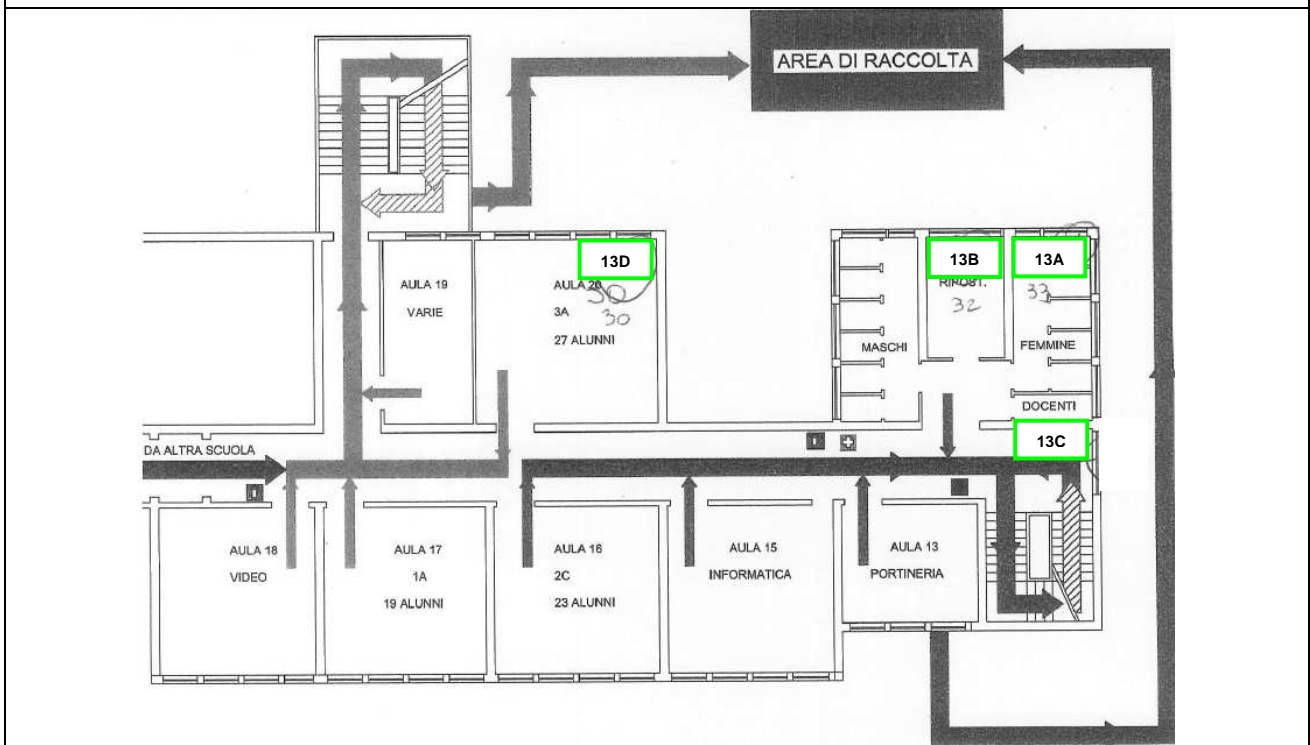 AREA DI RACCOLTA
13D
13B
13A
AULA 19
VARIE
AULA 20
30
30
3A
27 ALUNNI
RIPOST.
32
33
MASCHI
FEMMINE
DOCENTI
13C
DA ALTRA SCUOLA
AULA 18
VIDEO
AULA 17
1A
19 ALUNNI
AULA 16
2C
23 ALUNNI
AULA 15
INFORMATICA
AULA 13
PORTINERIA